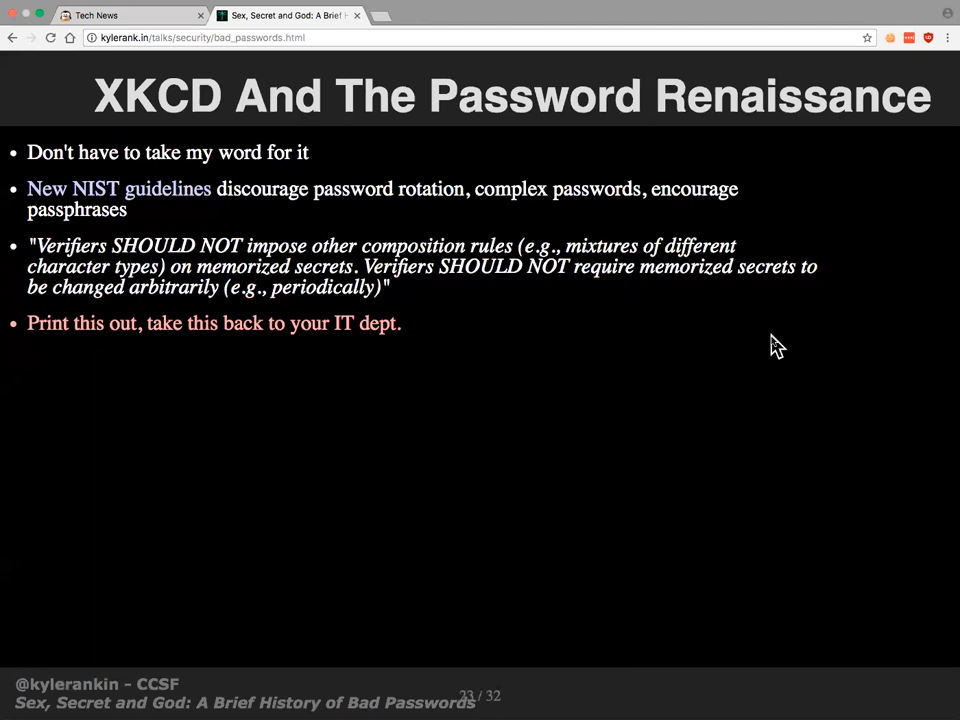 Tech News
Sex, Secret and God: A Brief H
kylerank.in/talks/security/bad_passwords.html
XKCD And The Password Renaissance
• Don't have to take my word for it
• New NIST guidelines discourage password rotation, complex passwords, encourage
passphrases
• "Verifiers SHOULD NOT impose other composition rules (e.g., mixtures of different
character types) on memorized secrets. Verifiers SHOULD NOT require memorized secrets to
be changed arbitrarily (e.g., periodically)"
• Print this out, take this back to your IT dept.
@kylerankin – CCSF
Sex, Secret and God: A Brief History of Bad Passwords
23 / 32